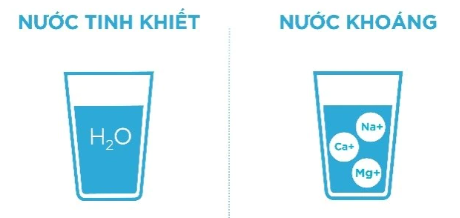 NƯỚC TINH KHIẾT
NƯỚC KHOÁNG
H₂O
Na+
Ca+
Mg+